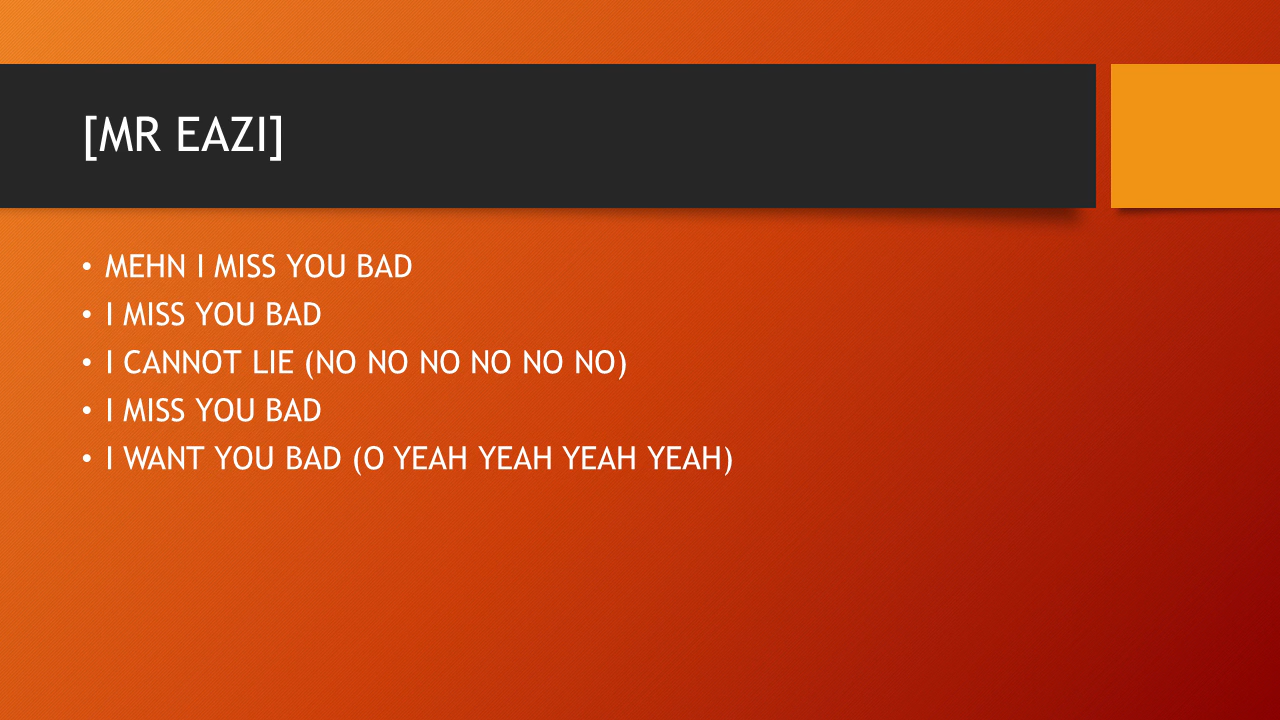 [MR EAZI]
• MEHN I MISS YOU BAD
• I MISS YOU BAD
• I CANNOT LIE (NO NO NO NO NO NO)
• I MISS YOU BAD
• I WANT YOU BAD (O YEAH YEAH YEAH YEAH)